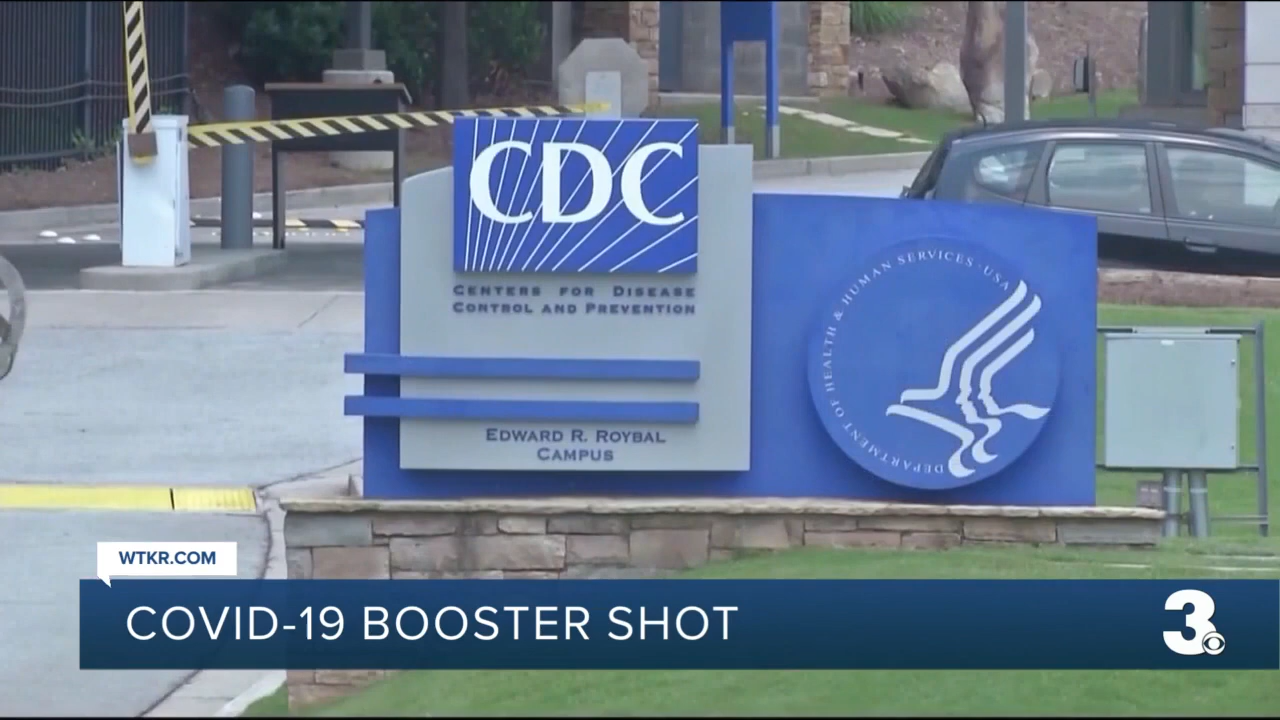 CDC
CENTERS FOR DISEASE
CONTROL AND PREVENTION
EDWARD R. ROYBAL
CAMPUS
DEPARTMENT OF HEALTH & HUMAN SERVICES · USA
WTKR.COM
COVID-19 BOOSTER SHOT
3